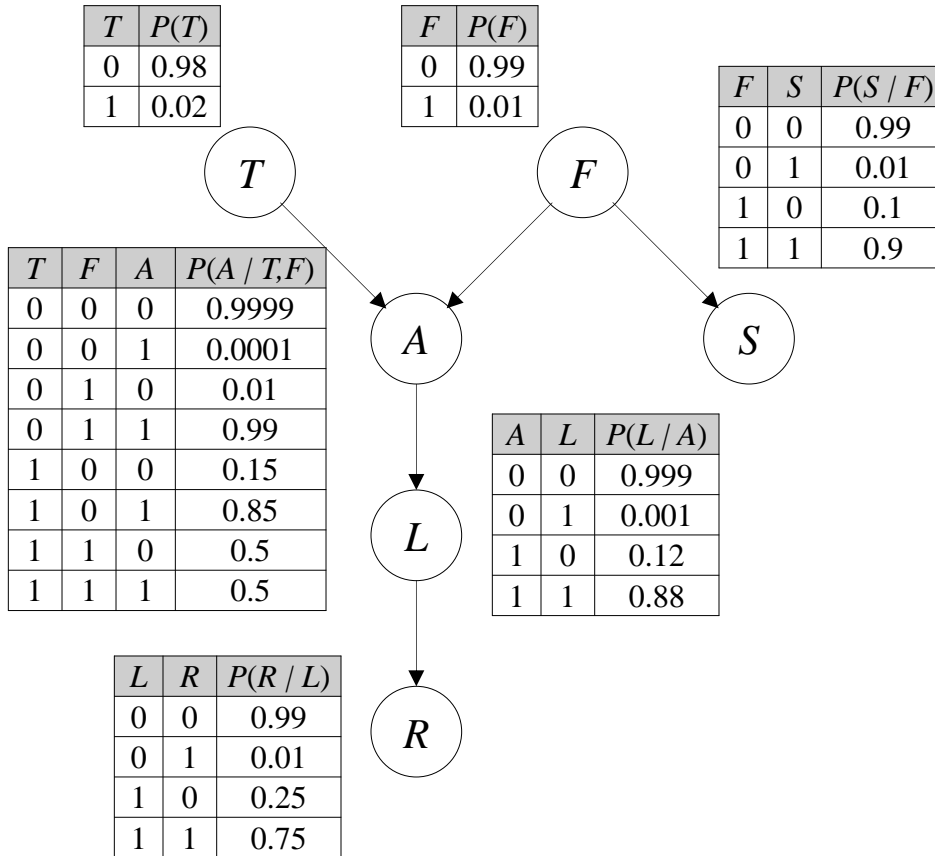 T P(T)
0 0.98
1 0.02
F P(F)
0 0.99
1 0.01
F S P(S / F)
0 0 0.99
0 1 0.01
1 0 0.1
1 1 0.9
T
F
T F A P(A / T,F)
0 0 0 0.9999
0 0 1 0.0001
0 1 0 0.01
0 1 1 0.99
1 0 0 0.15
1 0 1 0.85
1 1 0 0.5
1 1 1 0.5
A
S
A L P(L / A)
0 0 0.999
0 1 0.001
1 0 0.12
1 1 0.88
L
L R P(R / L)
0 0 0.99
0 1 0.01
1 0 0.25
1 1 0.75
R